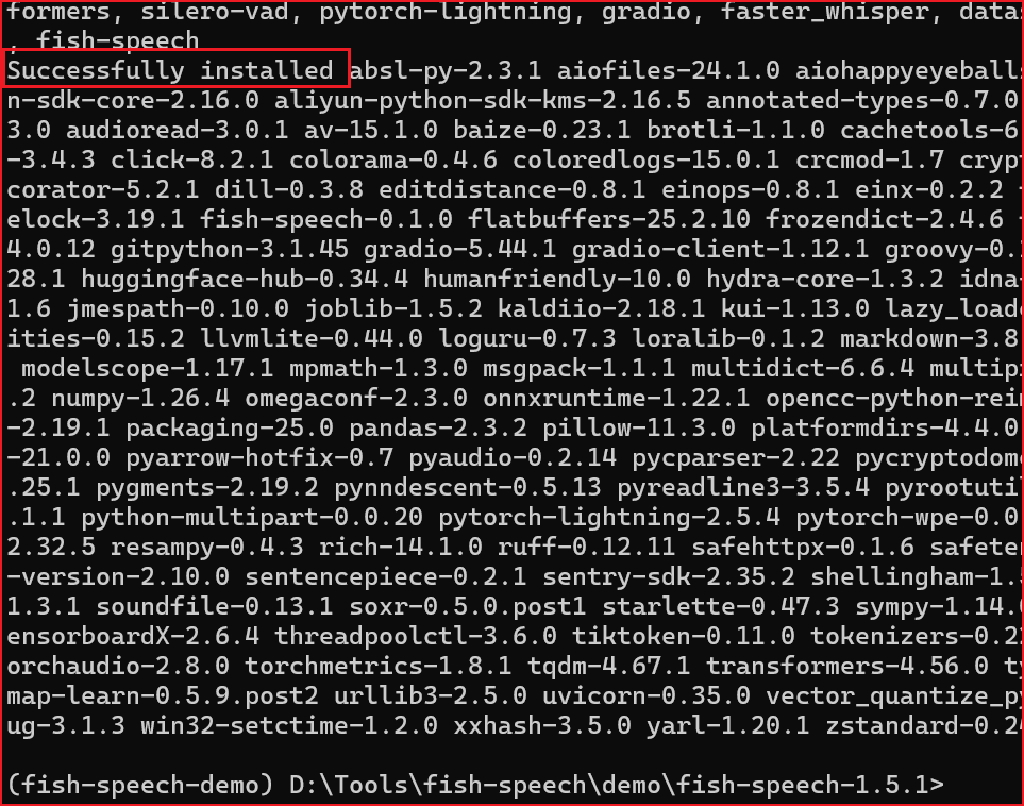 formers, silero-vad, pytorch-lightning, gradio, faster_whisper, datas
, fish-speech
Successfully installed absl-py-2.3.1 aiofiles-24.1.0 aiohappyeyeballs
n-sdk-core-2.16.0 aliyun-python-sdk-kms-2.16.5 annotated-types-0.7.0
3.0 audioread-3.0.1 av-15.1.0 baize-0.23.1 brotli-1.1.0 cachetools-6
-3.4.3 click-8.2.1 colorama-0.4.6 coloredlogs-15.0.1 crcmod-1.7 cryp
corator-5.2.1 dill-0.3.8 editdistance-0.8.1 einops-0.8.1 einx-0.2.2
elock-3.19.1 fish-speech-0.1.0 flatbuffers-25.2.10 frozendict-2.4.6
4.0.12 gitpython-3.1.45 gradio-5.44.1 gradio-client-1.12.1 groovy-0.
28.1 huggingface-hub-0.34.4 humanfriendly-10.0 hydra-core-1.3.2 idna
1.6 jmespath-0.10.0 joblib-1.5.2 kaldiio-2.18.1 kui-1.13.0 lazy_load
ities-0.15.2 llvmlite-0.44.0 loguru-0.7.3 loralib-0.1.2 markdown-3.8
modelscope-1.17.1 mpmath-1.3.0 msgpack-1.1.1 multidict-6.6.4 multip
.2 numpy-1.26.4 omegaconf-2.3.0 onnxruntime-1.22.1 opencc-python-rei
-2.19.1 packaging-25.0 pandas-2.3.2 pillow-11.3.0 platformdirs-4.4.0
-21.0.0 pyarrow-hotfix-0.7 pyaudio-0.2.14 pycparser-2.22 pycryptodom
.25.1 pygments-2.19.2 pynndescent-0.5.13 pyreadline3-3.5.4 pyrootutil
.1.1 python-multipart-0.0.20 pytorch-lightning-2.5.4 pytorch-wpe-0.0
2.32.5 resampy-0.4.3 rich-14.1.0 ruff-0.12.11 safehttpx-0.1.6 safete
-version-2.10.0 sentencepiece-0.2.1 sentry-sdk-2.35.2 shellingham-1.5
1.3.1 soundfile-0.13.1 soxr-0.5.0.post1 starlette-0.47.3 sympy-1.14.
ensorboardX-2.6.4 threadpoolctl-3.6.0 tiktoken-0.11.0 tokenizers-0.2
orchaudio-2.8.0 torchmetrics-1.8.1 tqdm-4.67.1 transformers-4.56.0 ty
map-learn-0.5.9.post2 urllib3-2.5.0 uvicorn-0.35.0 vector_quantize_py
ug-3.1.3 win32-setctime-1.2.0 xxhash-3.5.0 yarl-1.20.1 zstandard-0.24
(fish-speech-demo) D:\Tools\fish-speech\demo\fish-speech-1.5.1>